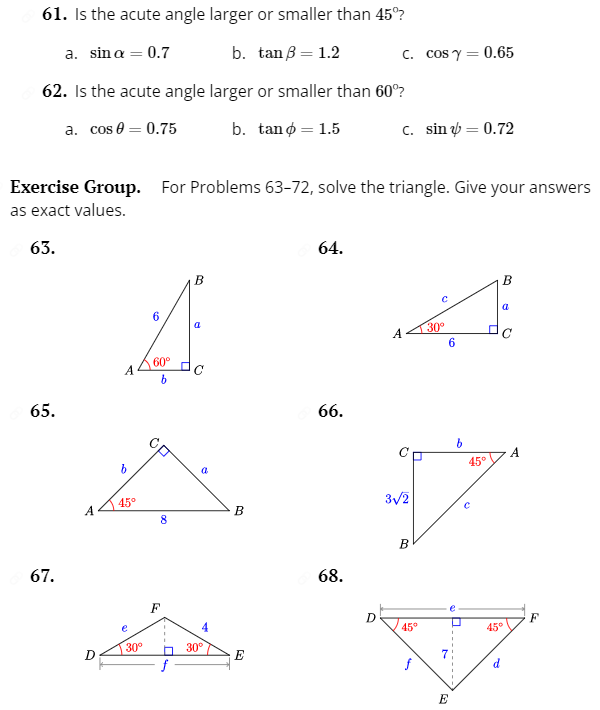 61. Is the acute angle larger or smaller than 45°?
a. sin α = 0.7 b. tan β = 1.2 c. cos γ = 0.65
62. Is the acute angle larger or smaller than 60°?
a. cos θ = 0.75 b. tan ϕ = 1.5 c. sin ψ = 0.72
Exercise Group. For Problems 63–72, solve the triangle. Give your answers
as exact values.
63. 64.
B
6
a
A
60°
C
b
B
c
a
A
30°
C
6
65. 66.
C
b
a
A
45°
B
8
C
b
A
45°
3√2
c
B
67. 68.
F
e
4
D
30°
30°
E
f
D
e
F
45°
45°
f
7
d
E